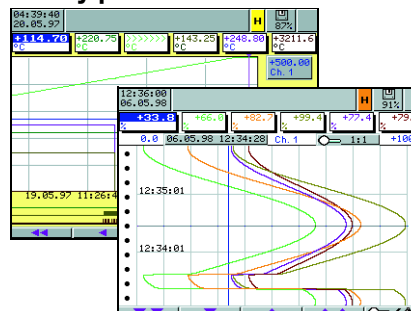 04:39:40
20.05.97 H 87%
+114.70 +220.75 >>>>>>> +143.25 +248.80 +3211.6
°C °C °C °C
+500.00
Ch.1
19.05.97 11:26:4
12:36:00
06.05.98 H 91%
+33.8 +66.0 +82.7 +99.4 +77.4 +79.
% % % % % %
0.0 06.05.98 12:34:28 Ch.1 1:1 +100
12:35:01
12:34:01